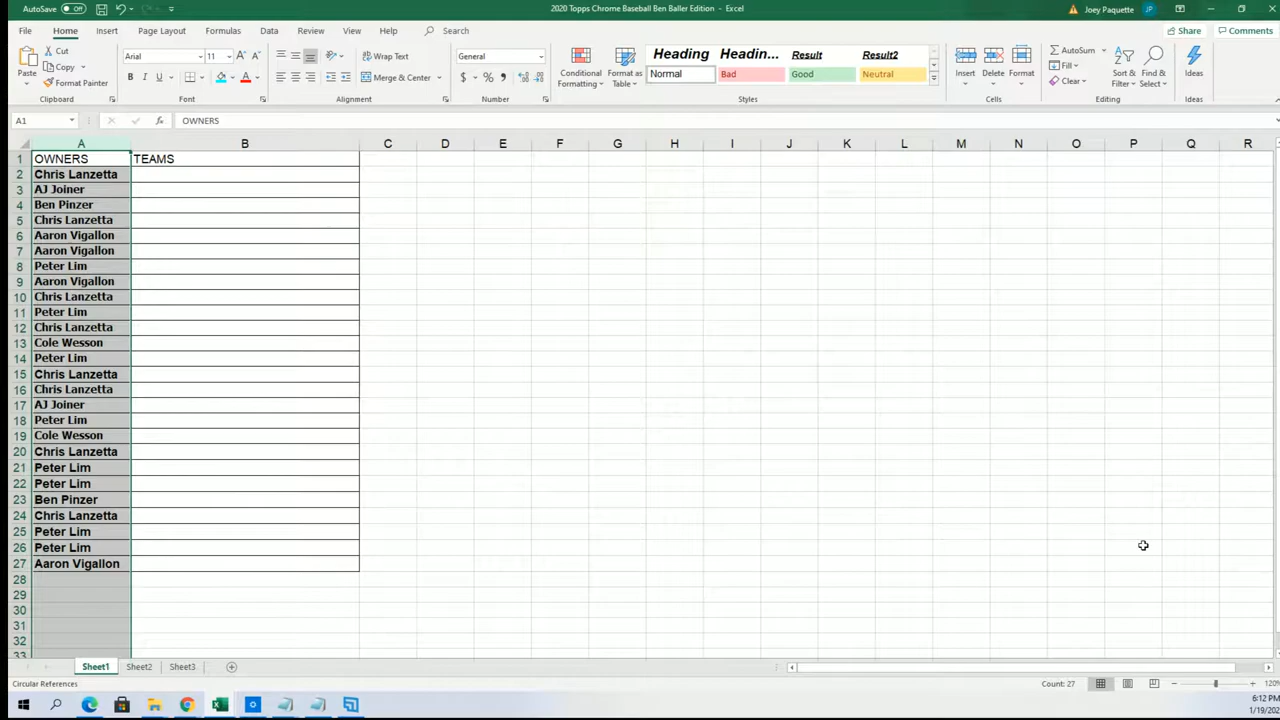 AutoSave Off 2020 Topps Chrome Baseball Ben Baller Edition - Excel Joey Paquette JP
File Home Insert Page Layout Formulas Data Review View Help Search Share Comments
Cut
Copy
Format Painter
Paste
Clipboard
Arial 11
B I U
Font
Wrap Text
Merge & Center
Alignment
General
$ % ,
Number
Conditional Formatting
Format as Table
Heading Headin... Result Result2
Normal Bad Good Neutral
Styles
Insert Delete Format
Cells
AutoSum
Fill
Clear
Sort & Filter
Find & Select
Editing
Ideas
Ideas
A1 fx OWNERS
A B C D E F G H I J K L M N O P Q R
1 OWNERS TEAMS
2 Chris Lanzetta
3 AJ Joiner
4 Ben Pinzer
5 Chris Lanzetta
6 Aaron Vigallon
7 Aaron Vigallon
8 Peter Lim
9 Aaron Vigallon
10 Chris Lanzetta
11 Peter Lim
12 Chris Lanzetta
13 Cole Wesson
14 Peter Lim
15 Chris Lanzetta
16 Chris Lanzetta
17 AJ Joiner
18 Peter Lim
19 Cole Wesson
20 Chris Lanzetta
21 Peter Lim
22 Peter Lim
23 Ben Pinzer
24 Chris Lanzetta
25 Peter Lim
26 Peter Lim
27 Aaron Vigallon
28
29
30
31
32
33
Sheet1 Sheet2 Sheet3
Circular References Count: 27 120%
6:12 PM